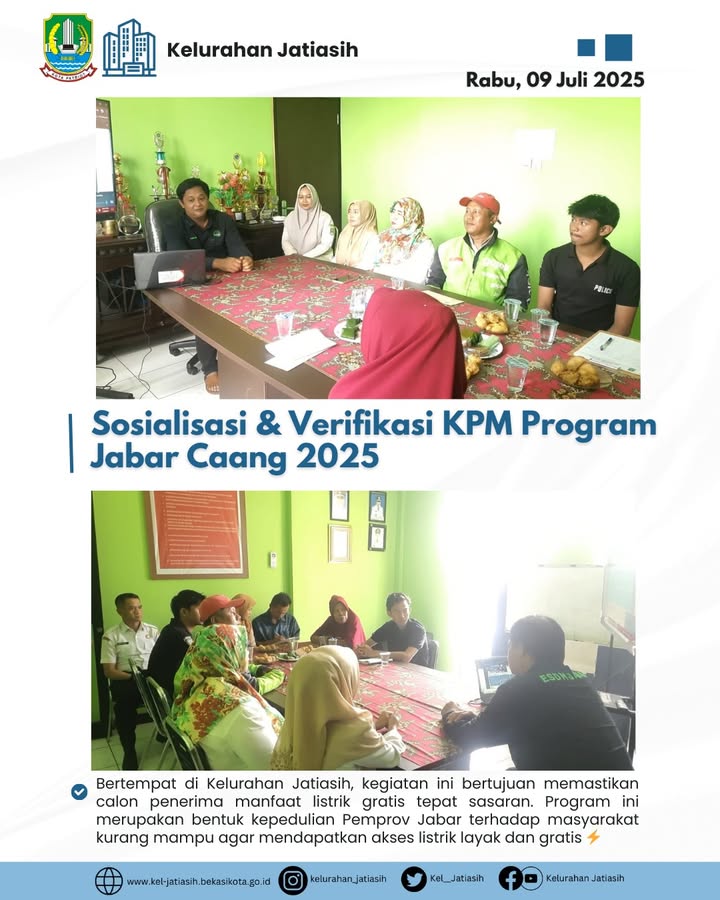 Kelurahan Jatiasih
Rabu, 09 Juli 2025
POLICE
Sosialisasi & Verifikasi KPM Program
Jabar Caang 2025
Bertempat di Kelurahan Jatiasih, kegiatan ini bertujuan memastikan
calon penerima manfaat listrik gratis tepat sasaran. Program ini
merupakan bentuk kepedulian Pemprov Jabar terhadap masyarakat
kurang mampu agar mendapatkan akses listrik layak dan gratis ⚡
www.kel-jatiasih.bekasikota.go.id
kelurahan_jatiasih
Kel__Jatiasih
Kelurahan Jatiasih